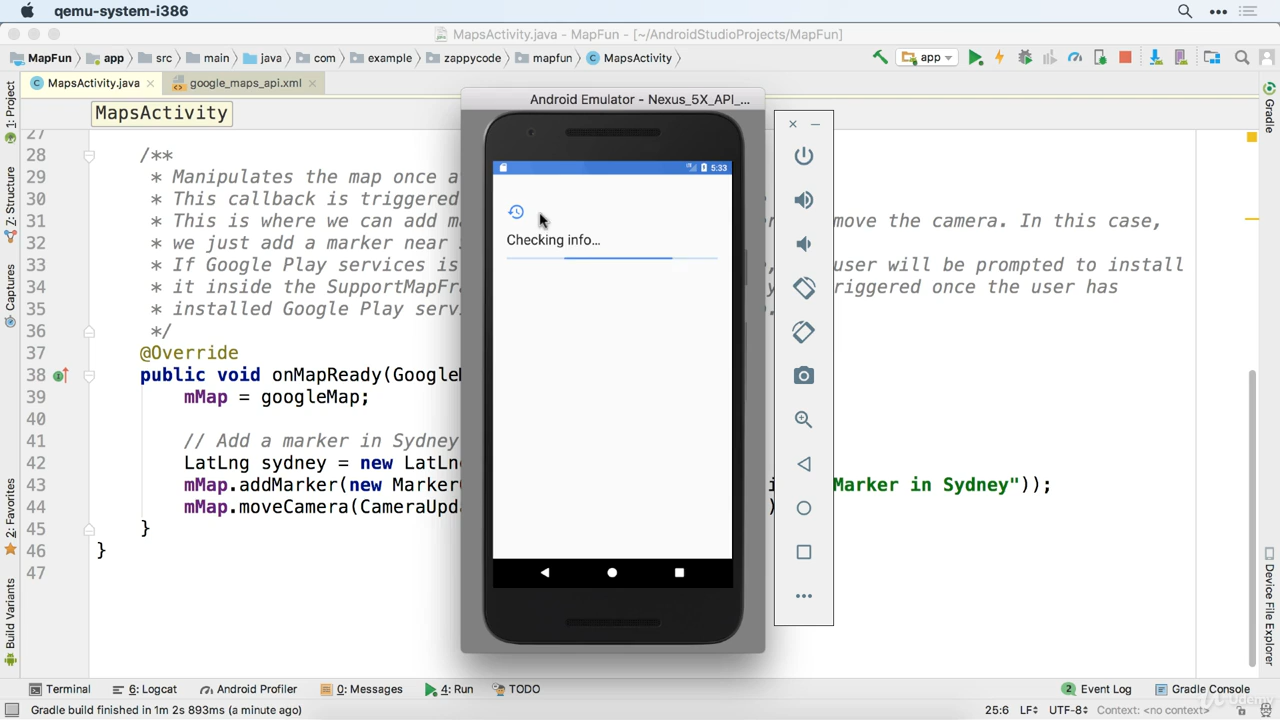 qemu-system-i386
MapsActivity.java - MapFun - [~/AndroidStudioProjects/MapFun]
MapFun app src main java com example zappycode mapfun MapsActivity app
MapsActivity.java google_maps_api.xml
MapsActivity
Android Emulator - Nexus_5X_API_...
5:33
Checking info...
27
28 /**
29 * Manipulates the map once a
30 * This callback is triggered
31 * This is where we can add ma move the camera. In this case,
32 * we just add a marker near
33 * If Google Play services is user will be prompted to install
34 * it inside the SupportMapFra riggered once the user has
35 * installed Google Play serv
36 */
37 @Override
38 public void onMapReady(Google
39 mMap = googleMap;
40
41 // Add a marker in Sydney
42 LatLng sydney = new LatLn
43 mMap.addMarker(new Marker Marker in Sydney"));
44 mMap.moveCamera(CameraUpd )
45 }
46 }
47
1: Project
7: Structure
Captures
2: Favorites
Build Variants
Gradle
Device File Explorer
Terminal 6: Logcat Android Profiler 0: Messages 4: Run TODO 2 Event Log Gradle Console
Gradle build finished in 1m 2s 893ms (a minute ago) 25:6 LF÷ UTF-8÷ Context: <no context>
Udemy